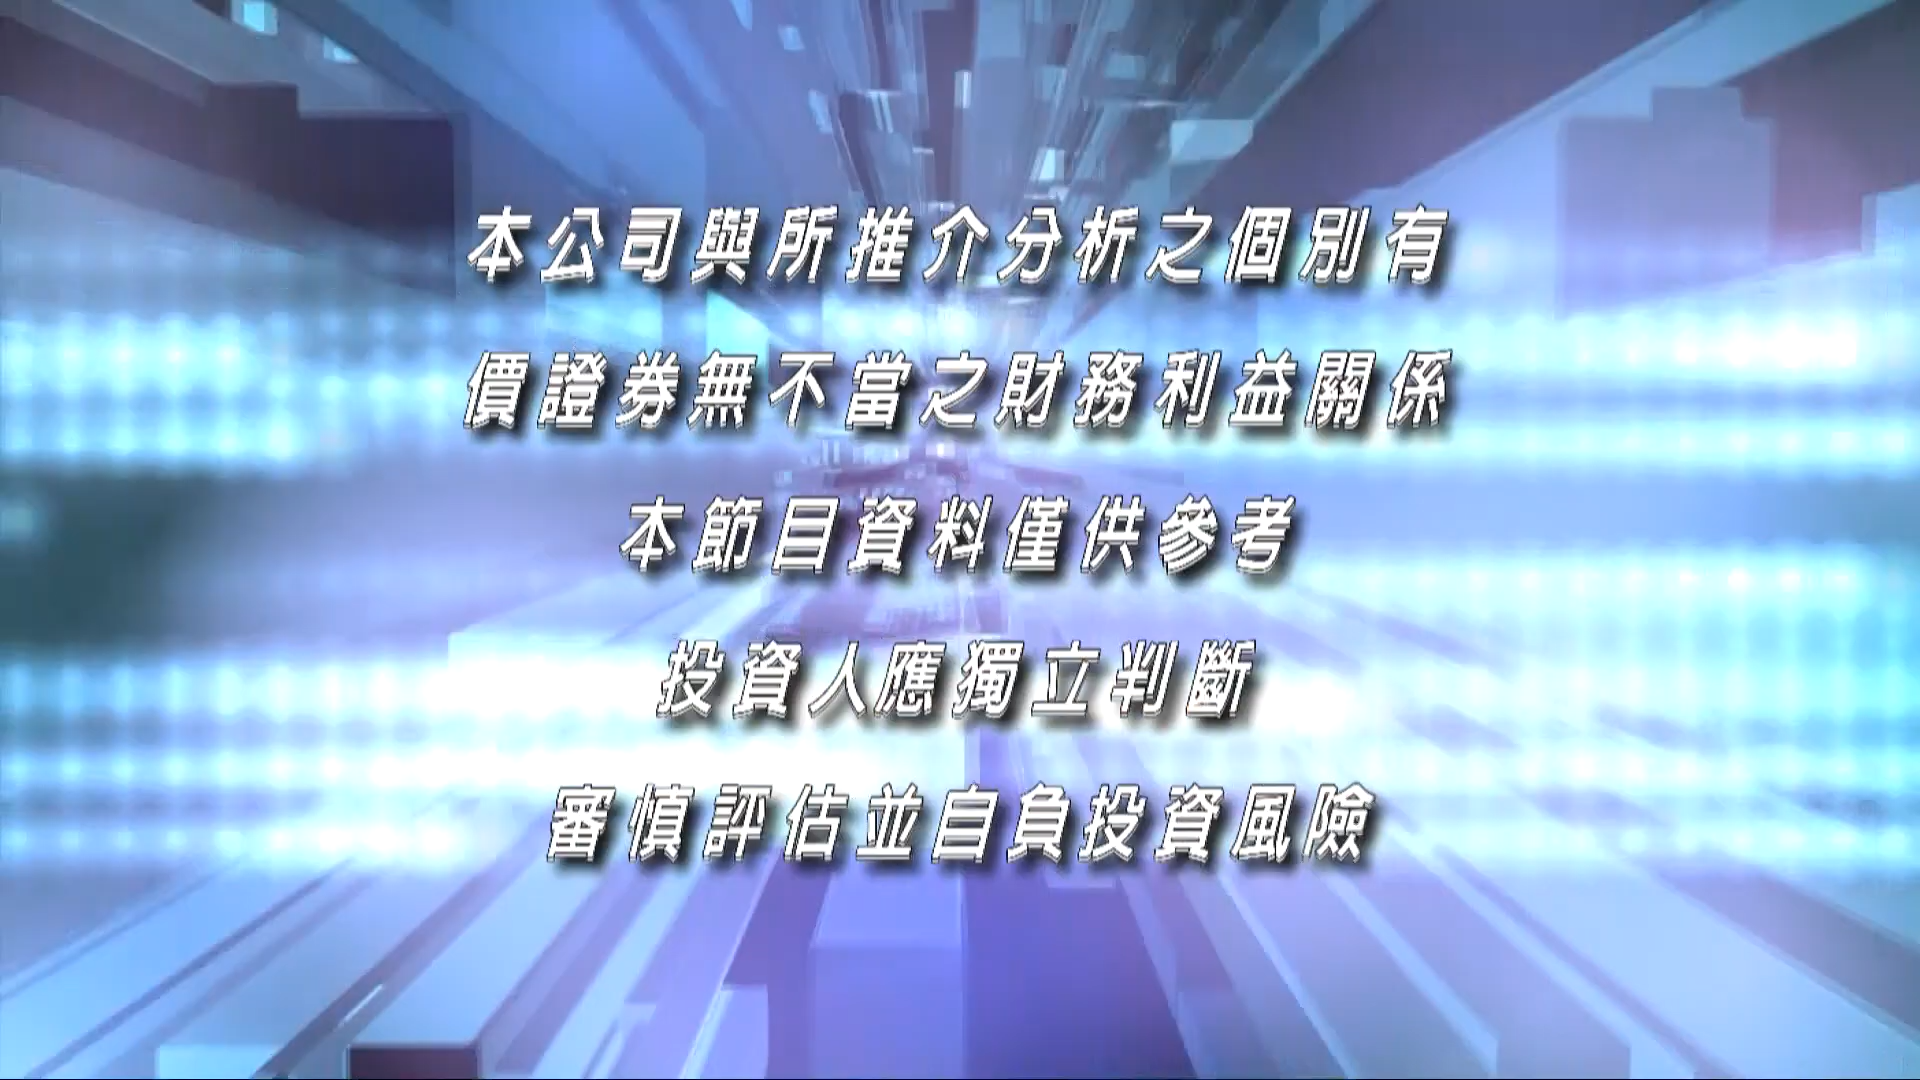 本公司與所推介分析之個別有
價證券無不當之財務利益關係
本節目資料僅供參考
投資人應獨立判斷
審慎評估並自負投資風險